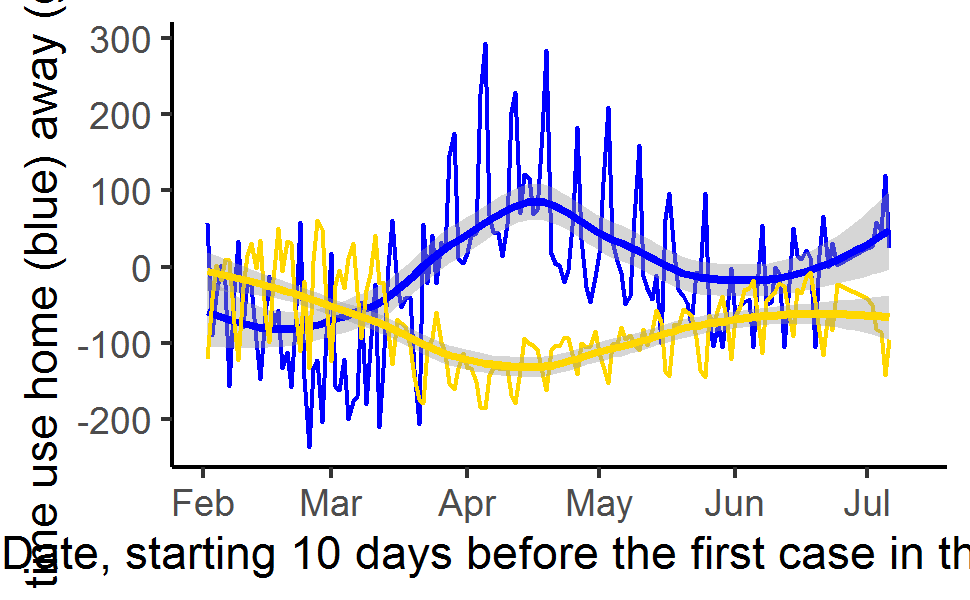 time use home (blue) away (
300
200
100
0
-100
-200
Feb Mar Apr May Jun Jul
Date, starting 10 days before the first case in th